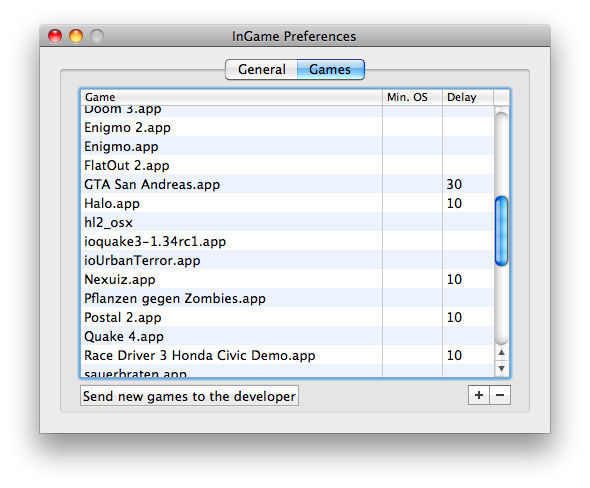 InGame Preferences
General Games
Game Min. OS Delay
Doom 3.app
Enigmo 2.app
Enigmo.app
FlatOut 2.app
GTA San Andreas.app 30
Halo.app 10
hl2_osx
ioquake3-1.34rc1.app
ioUrbanTerror.app
Nexuiz.app 10
Pflanzen gegen Zombies.app
Postal 2.app 10
Quake 4.app
Race Driver 3 Honda Civic Demo.app 10
sauerbraten.app
Send new games to the developer + −